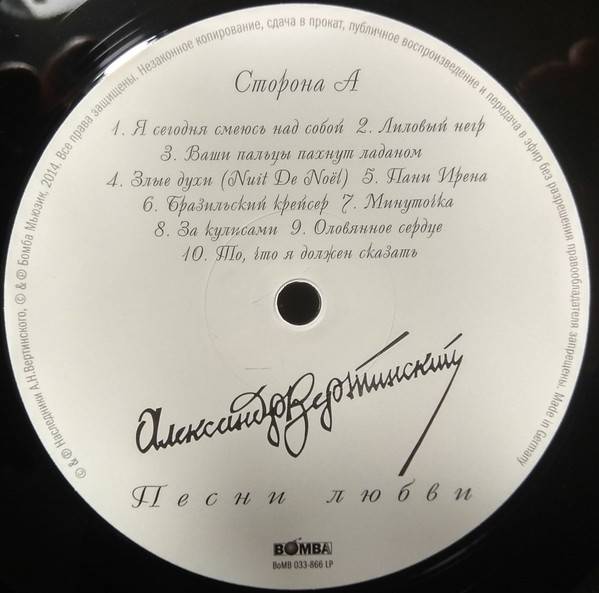 © & ℗ Наследники А.Н.Вертинского, © & ℗ Бомба Мьюзик. 2014. Все права защищены. Незаконное копирование, сдача в прокат, публичное воспроизведение и передача в эфир без разрешения правообладателя запрещены. Made in Germany
Сторона А
1. Я сегодня смеюсь над собой 2. Лиловый негр
3. Ваши пальцы пахнут ладаном
4. Злые духи (Nuit De Noël) 5. Пани Ирена
6. Бразильский крейсер 7. Минуточка
8. За кулисами 9. Оловянное сердце
10. То, что я должен сказать
Александр Вертинский
Песни любви
BOMBA
BoMB 033-866 LP